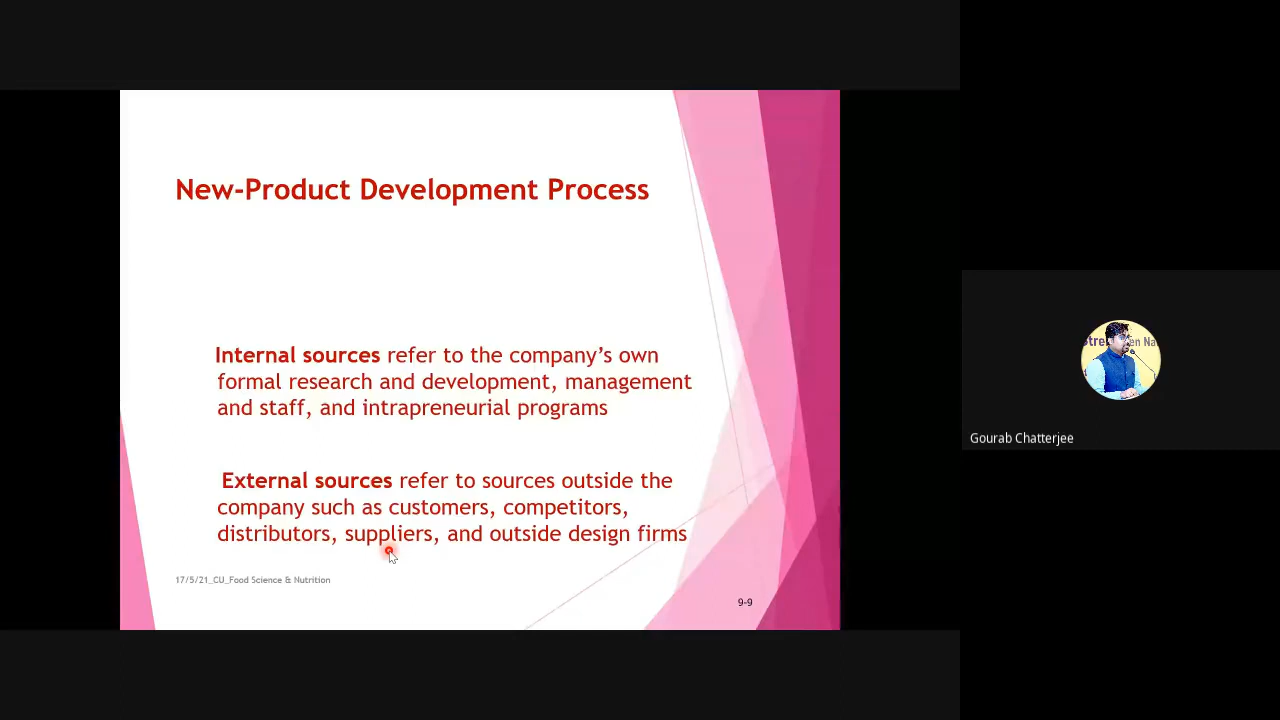 New-Product Development Process
Internal sources refer to the company's own
formal research and development, management
and staff, and intrapreneurial programs
External sources refer to sources outside the
company such as customers, competitors,
distributors, suppliers, and outside design firms
17/5/21_CU_Food Science & Nutrition
9-9
Gourab Chatterjee